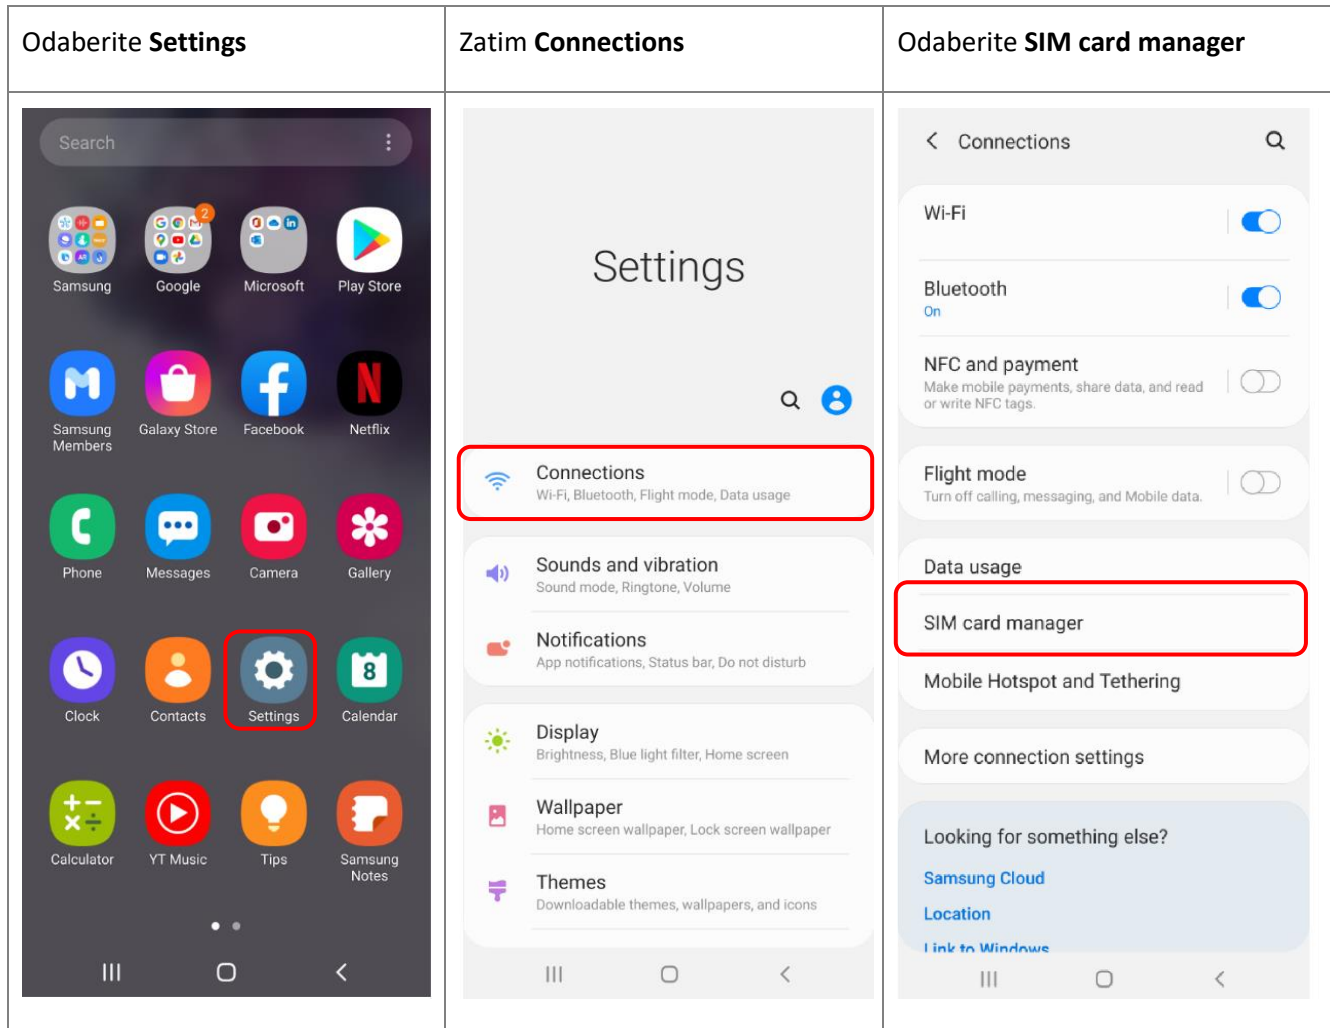 Odaberite Settings
Zatim Connections
Odaberite SIM card manager
Search
2
Samsung
Google
Microsoft
Play Store
Samsung
Members
Galaxy Store
Facebook
Netflix
Phone
Messages
Camera
Gallery
8
Clock
Contacts
Settings
Calendar
Calculator
YT Music
Tips
Samsung
Notes
Settings
Connections
Wi-Fi, Bluetooth, Flight mode, Data usage
Sounds and vibration
Sound mode, Ringtone, Volume
Notifications
App notifications, Status bar, Do not disturb
Display
Brightness, Blue light filter, Home screen
Wallpaper
Home screen wallpaper, Lock screen wallpaper
Themes
Downloadable themes, wallpapers, and icons
Connections
Wi-Fi
Bluetooth
On
NFC and payment
Make mobile payments, share data, and read
or write NFC tags.
Flight mode
Turn off calling, messaging, and Mobile data.
Data usage
SIM card manager
Mobile Hotspot and Tethering
More connection settings
Looking for something else?
Samsung Cloud
Location
Link to Windows